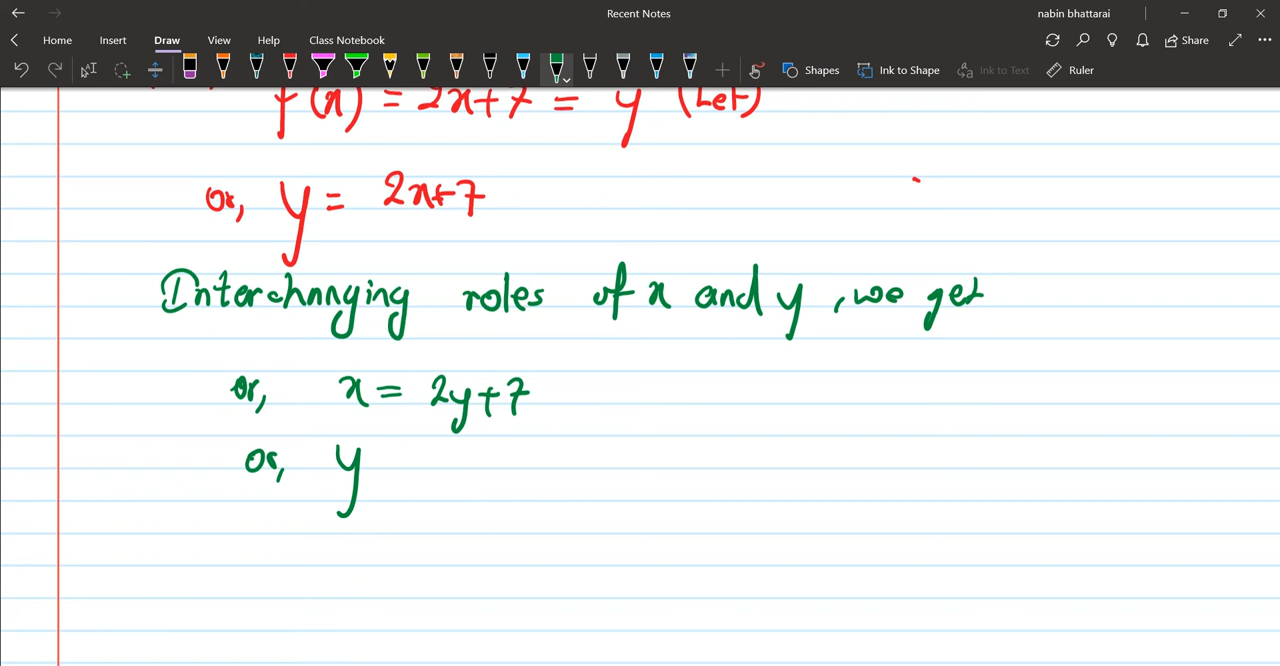 Recent Notes
nabin bhattarai
Home Insert Draw View Help Class Notebook
Share
Shapes Ink to Shape Ink to Text Ruler
f(x) = 2x+7 = y (Let)
or, y = 2x+7
Interchanging roles of x and y, we get
or, x = 2y+7
or, y